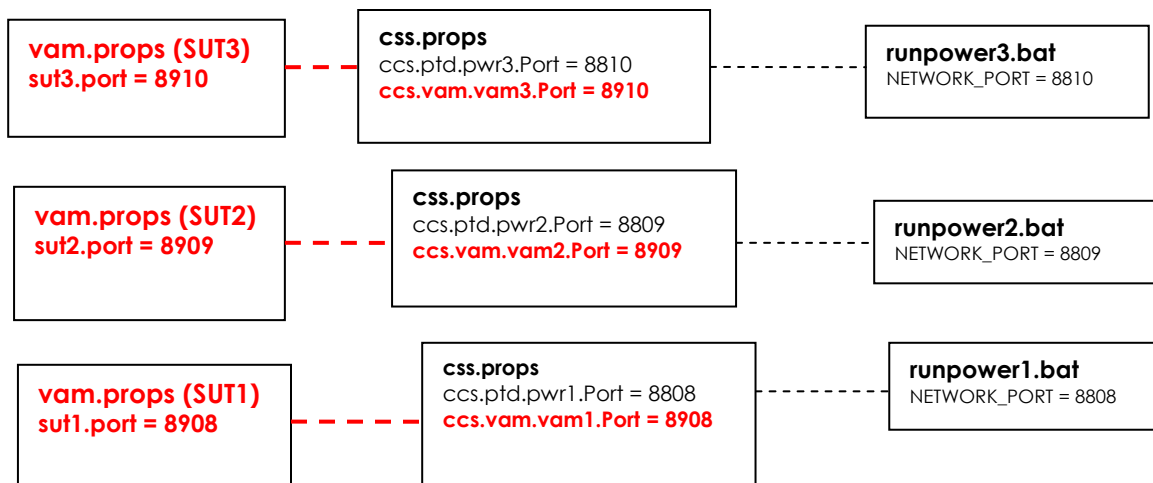 vam.props (SUT3)
sut3.port = 8910
css.props
ccs.ptd.pwr3.Port = 8810
ccs.vam.vam3.Port = 8910
runpower3.bat
NETWORK_PORT = 8810
vam.props (SUT2)
sut2.port = 8909
css.props
ccs.ptd.pwr2.Port = 8809
ccs.vam.vam2.Port = 8909
runpower2.bat
NETWORK_PORT = 8809
vam.props (SUT1)
sut1.port = 8908
css.props
ccs.ptd.pwr1.Port = 8808
ccs.vam.vam1.Port = 8908
runpower1.bat
NETWORK_PORT = 8808